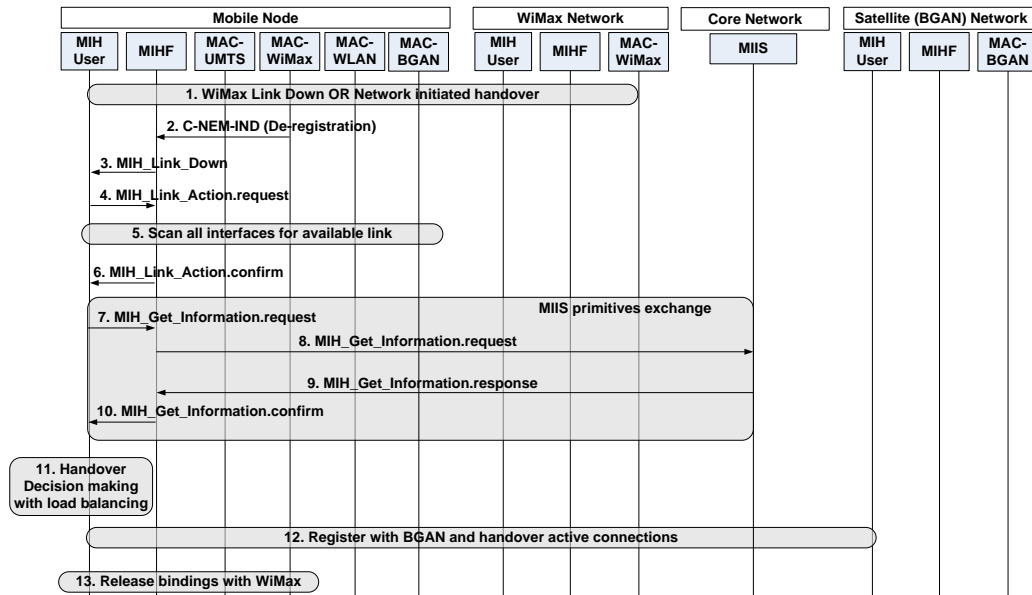 Mobile Node
WiMax Network
Core Network
Satellite (BGAN) Network
MIH
User
MIHF
MAC-
UMTS
MAC-
WiMax
MAC-
WLAN
MAC-
BGAN
MIH
User
MIHF
MAC-
WiMax
MIIS
MIH
User
MIHF
MAC-
BGAN
1. WiMax Link Down OR Network initiated handover
2. C-NEM-IND (De-registration)
3. MIH_Link_Down
4. MIH_Link_Action.request
5. Scan all interfaces for available link
6. MIH_Link_Action.confirm
MIIS primitives exchange
7. MIH_Get_Information.request
8. MIH_Get_Information.request
9. MIH_Get_Information.response
10. MIH_Get_Information.confirm
11. Handover
Decision making
with load balancing
12. Register with BGAN and handover active connections
13. Release bindings with WiMax